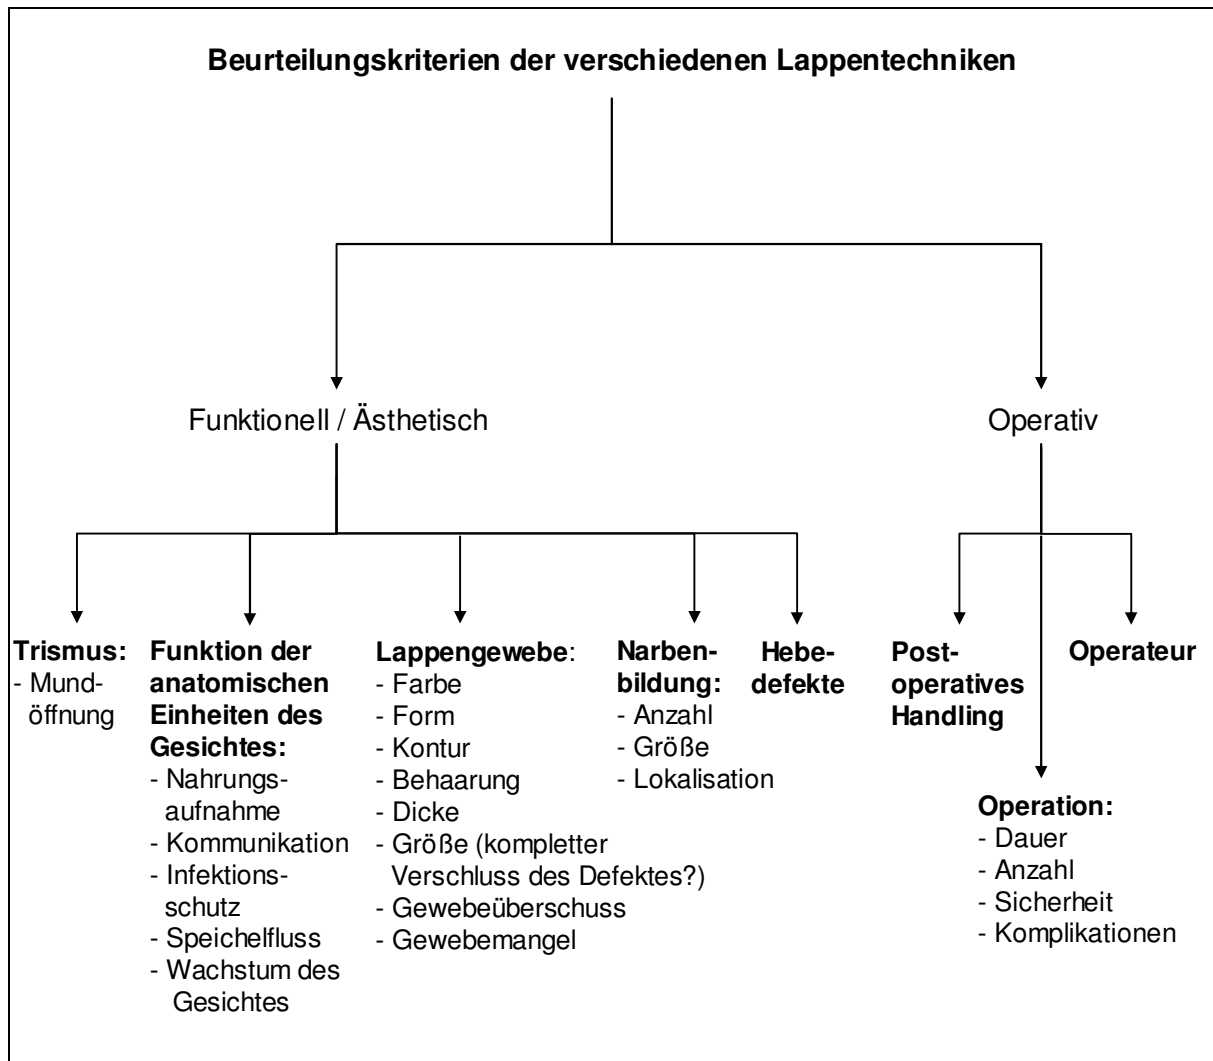 Beurteilungskriterien der verschiedenen Lappentechniken
Funktionell / Ästhetisch
Operativ
Trismus:
- Mund-
öffnung
Funktion der
anatomischen
Einheiten des
Gesichtes:
- Nahrungs-
aufnahme
- Kommunikation
- Infektions-
schutz
- Speichelfluss
- Wachstum des
Gesichtes
Lappengewebe:
- Farbe
- Form
- Kontur
- Behaarung
- Dicke
- Größe (kompletter
Verschluss des Defektes?)
- Gewebeüberschuss
- Gewebemangel
Narben-
bildung:
- Anzahl
- Größe
- Lokalisation
Hebe-
defekte
Post-
operatives
Handling
Operation:
- Dauer
- Anzahl
- Sicherheit
- Komplikationen
Operateur